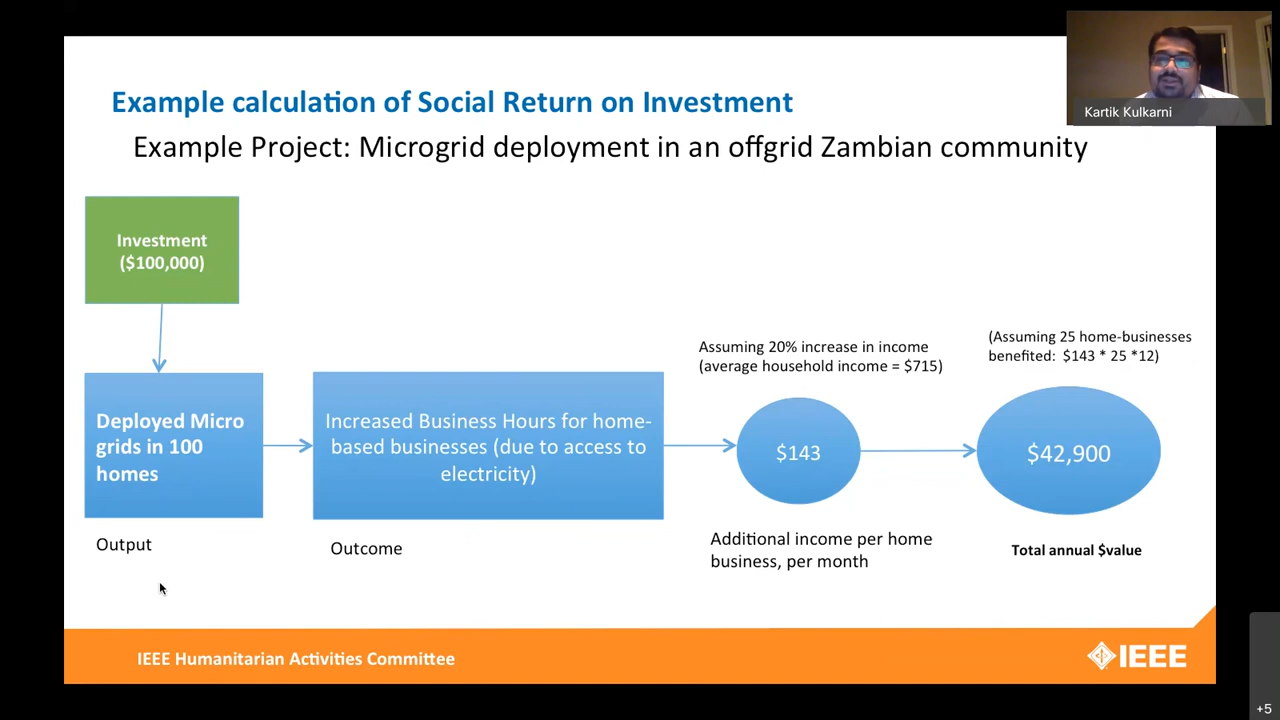 Example calculation of Social Return on Investment
Example Project: Microgrid deployment in an offgrid Zambian community
Kartik Kulkarni
Investment
($100,000)
Deployed Micro
grids in 100
homes
Output
Increased Business Hours for home-
based businesses (due to access to
electricity)
Outcome
Assuming 20% increase in income
(average household income = $715)
$143
Additional income per home
business, per month
(Assuming 25 home-businesses
benefited:  $143 * 25 *12)
$42,900
Total annual $value
IEEE Humanitarian Activities Committee
IEEE
+5